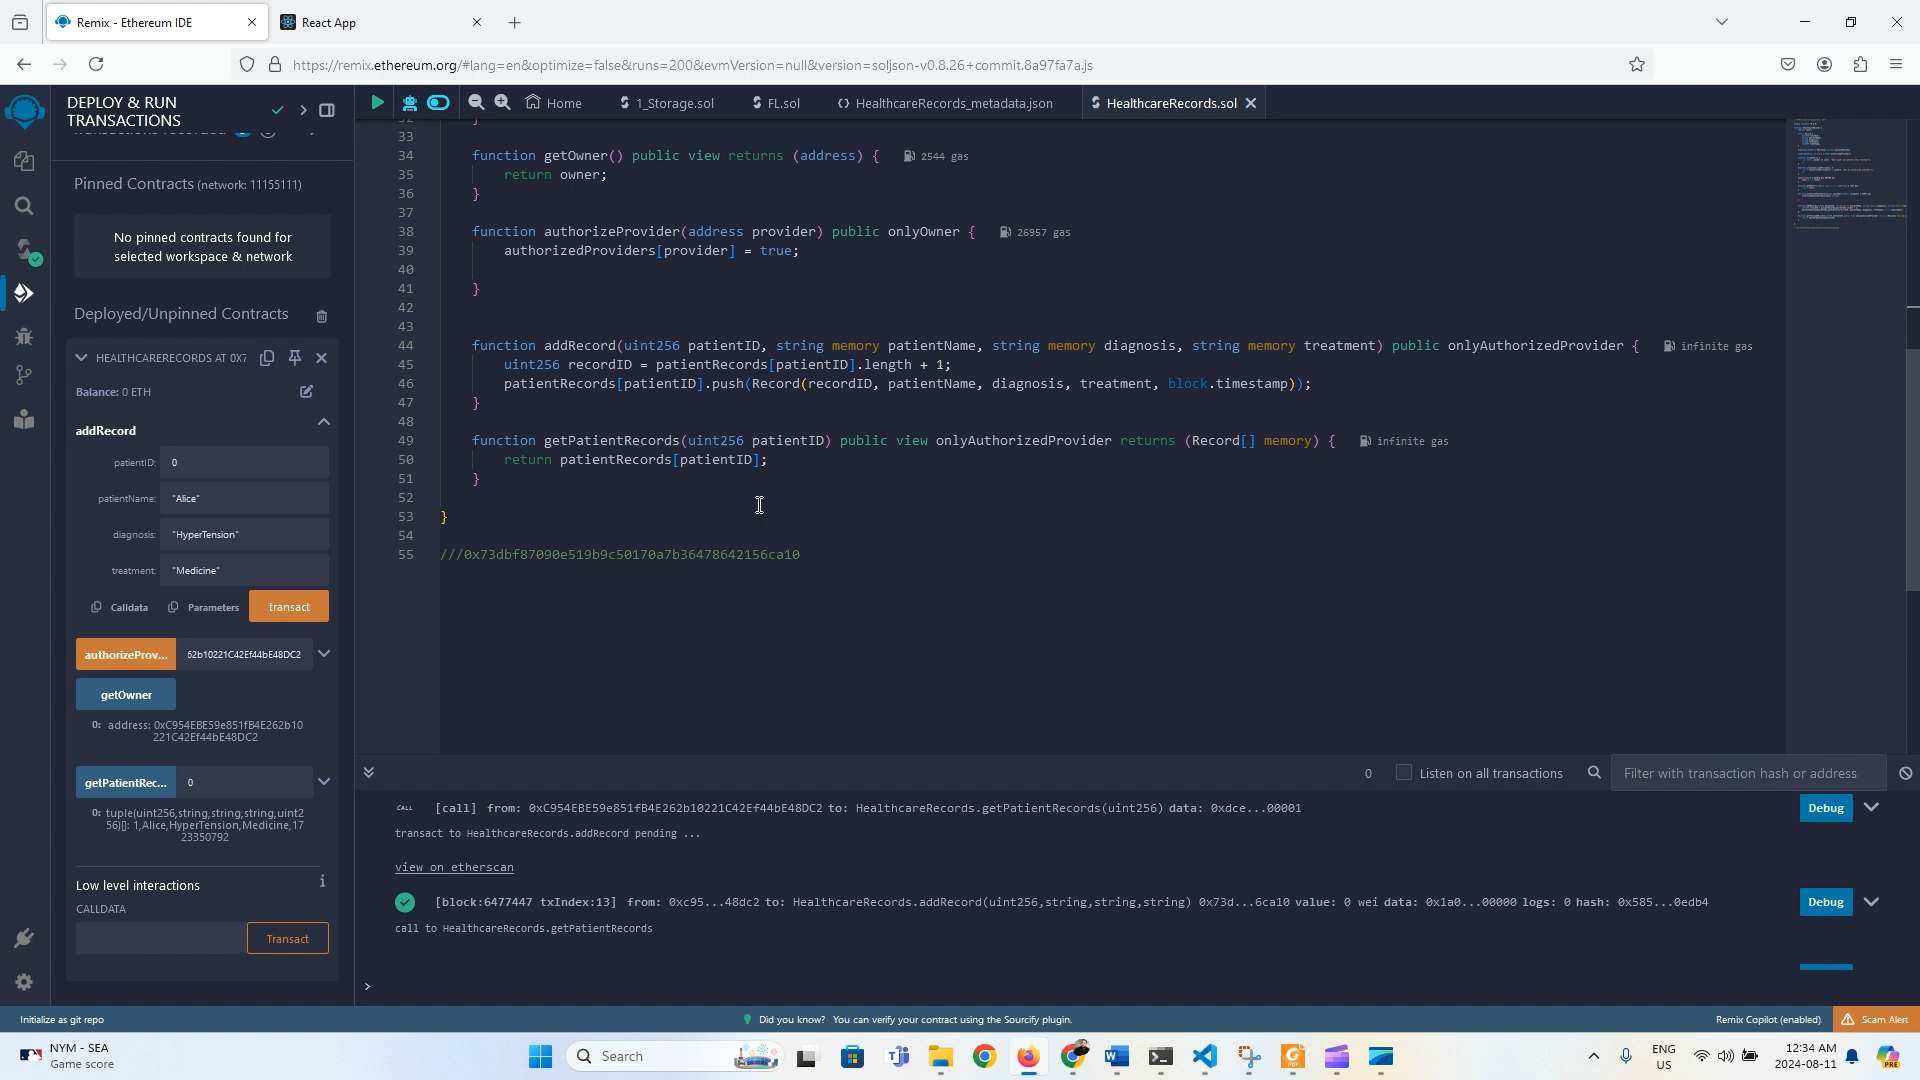 Remix - Ethereum IDE
React App
https://remix.ethereum.org/#lang=en&optimize=false&runs=200&evmVersion=null&version=soljson-v0.8.26+commit.8a97fa7a.js
DEPLOY & RUN
TRANSACTIONS
Home
1_Storage.sol
FL.sol
HealthcareRecords_metadata.json
HealthcareRecords.sol
Pinned Contracts (network: 11155111)
No pinned contracts found for
selected workspace & network
Deployed/Unpinned Contracts
HEALTHCARERECORDS AT 0X7
Balance: 0 ETH
addRecord
patientID: 0
patientName: "Alice"
diagnosis: "HyperTension"
treatment: "Medicine"
Calldata Parameters transact
authorizeProv... 62b10221C42Ef44bE48DC2
getOwner
0: address: 0xC954EBE59e851fB4E262b10
221C42Ef44bE48DC2
getPatientRec... 0
0: tuple(uint256,string,string,string,uint2
56)[]: 1,Alice,HyperTension,Medicine,17
23350792
Low level interactions
CALLDATA
Transact
32 }
33
34 function getOwner() public view returns (address) { 2544 gas
35 return owner;
36 }
37
38 function authorizeProvider(address provider) public onlyOwner { 26957 gas
39 authorizedProviders[provider] = true;
40
41 }
42
43
44 function addRecord(uint256 patientID, string memory patientName, string memory diagnosis, string memory treatment) public onlyAuthorizedProvider { infinite gas
45 uint256 recordID = patientRecords[patientID].length + 1;
46 patientRecords[patientID].push(Record(recordID, patientName, diagnosis, treatment, block.timestamp));
47 }
48
49 function getPatientRecords(uint256 patientID) public view onlyAuthorizedProvider returns (Record[] memory) { infinite gas
50 return patientRecords[patientID];
51 }
52
53 }
54
55 ///0x73dbf87090e519b9c50170a7b36478642156ca10
0 Listen on all transactions Filter with transaction hash or address
CALL [call] from: 0xC954EBE59e851fB4E262b10221C42Ef44bE48DC2 to: HealthcareRecords.getPatientRecords(uint256) data: 0xdce...00001 Debug
transact to HealthcareRecords.addRecord pending ...
view on etherscan
[block:6477447 txIndex:13] from: 0xc95...48dc2 to: HealthcareRecords.addRecord(uint256,string,string,string) 0x73d...6ca10 value: 0 wei data: 0x1a0...00000 logs: 0 hash: 0x585...0edb4 Debug
call to HealthcareRecords.getPatientRecords
>
Initialize as git repo
Did you know? You can verify your contract using the Sourcify plugin.
Remix Copilot (enabled)
Scam Alert
NYM - SEA
Game score
Search
ENG
US
12:34 AM
2024-08-11